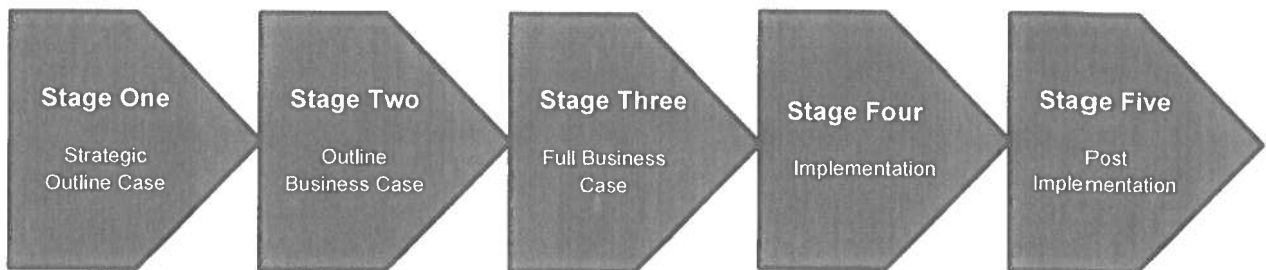 Stage One
Strategic
Outline Case
Stage Two
Outline
Business Case
Stage Three
Full Business
Case
Stage Four
Implementation
Stage Five
Post
Implementation